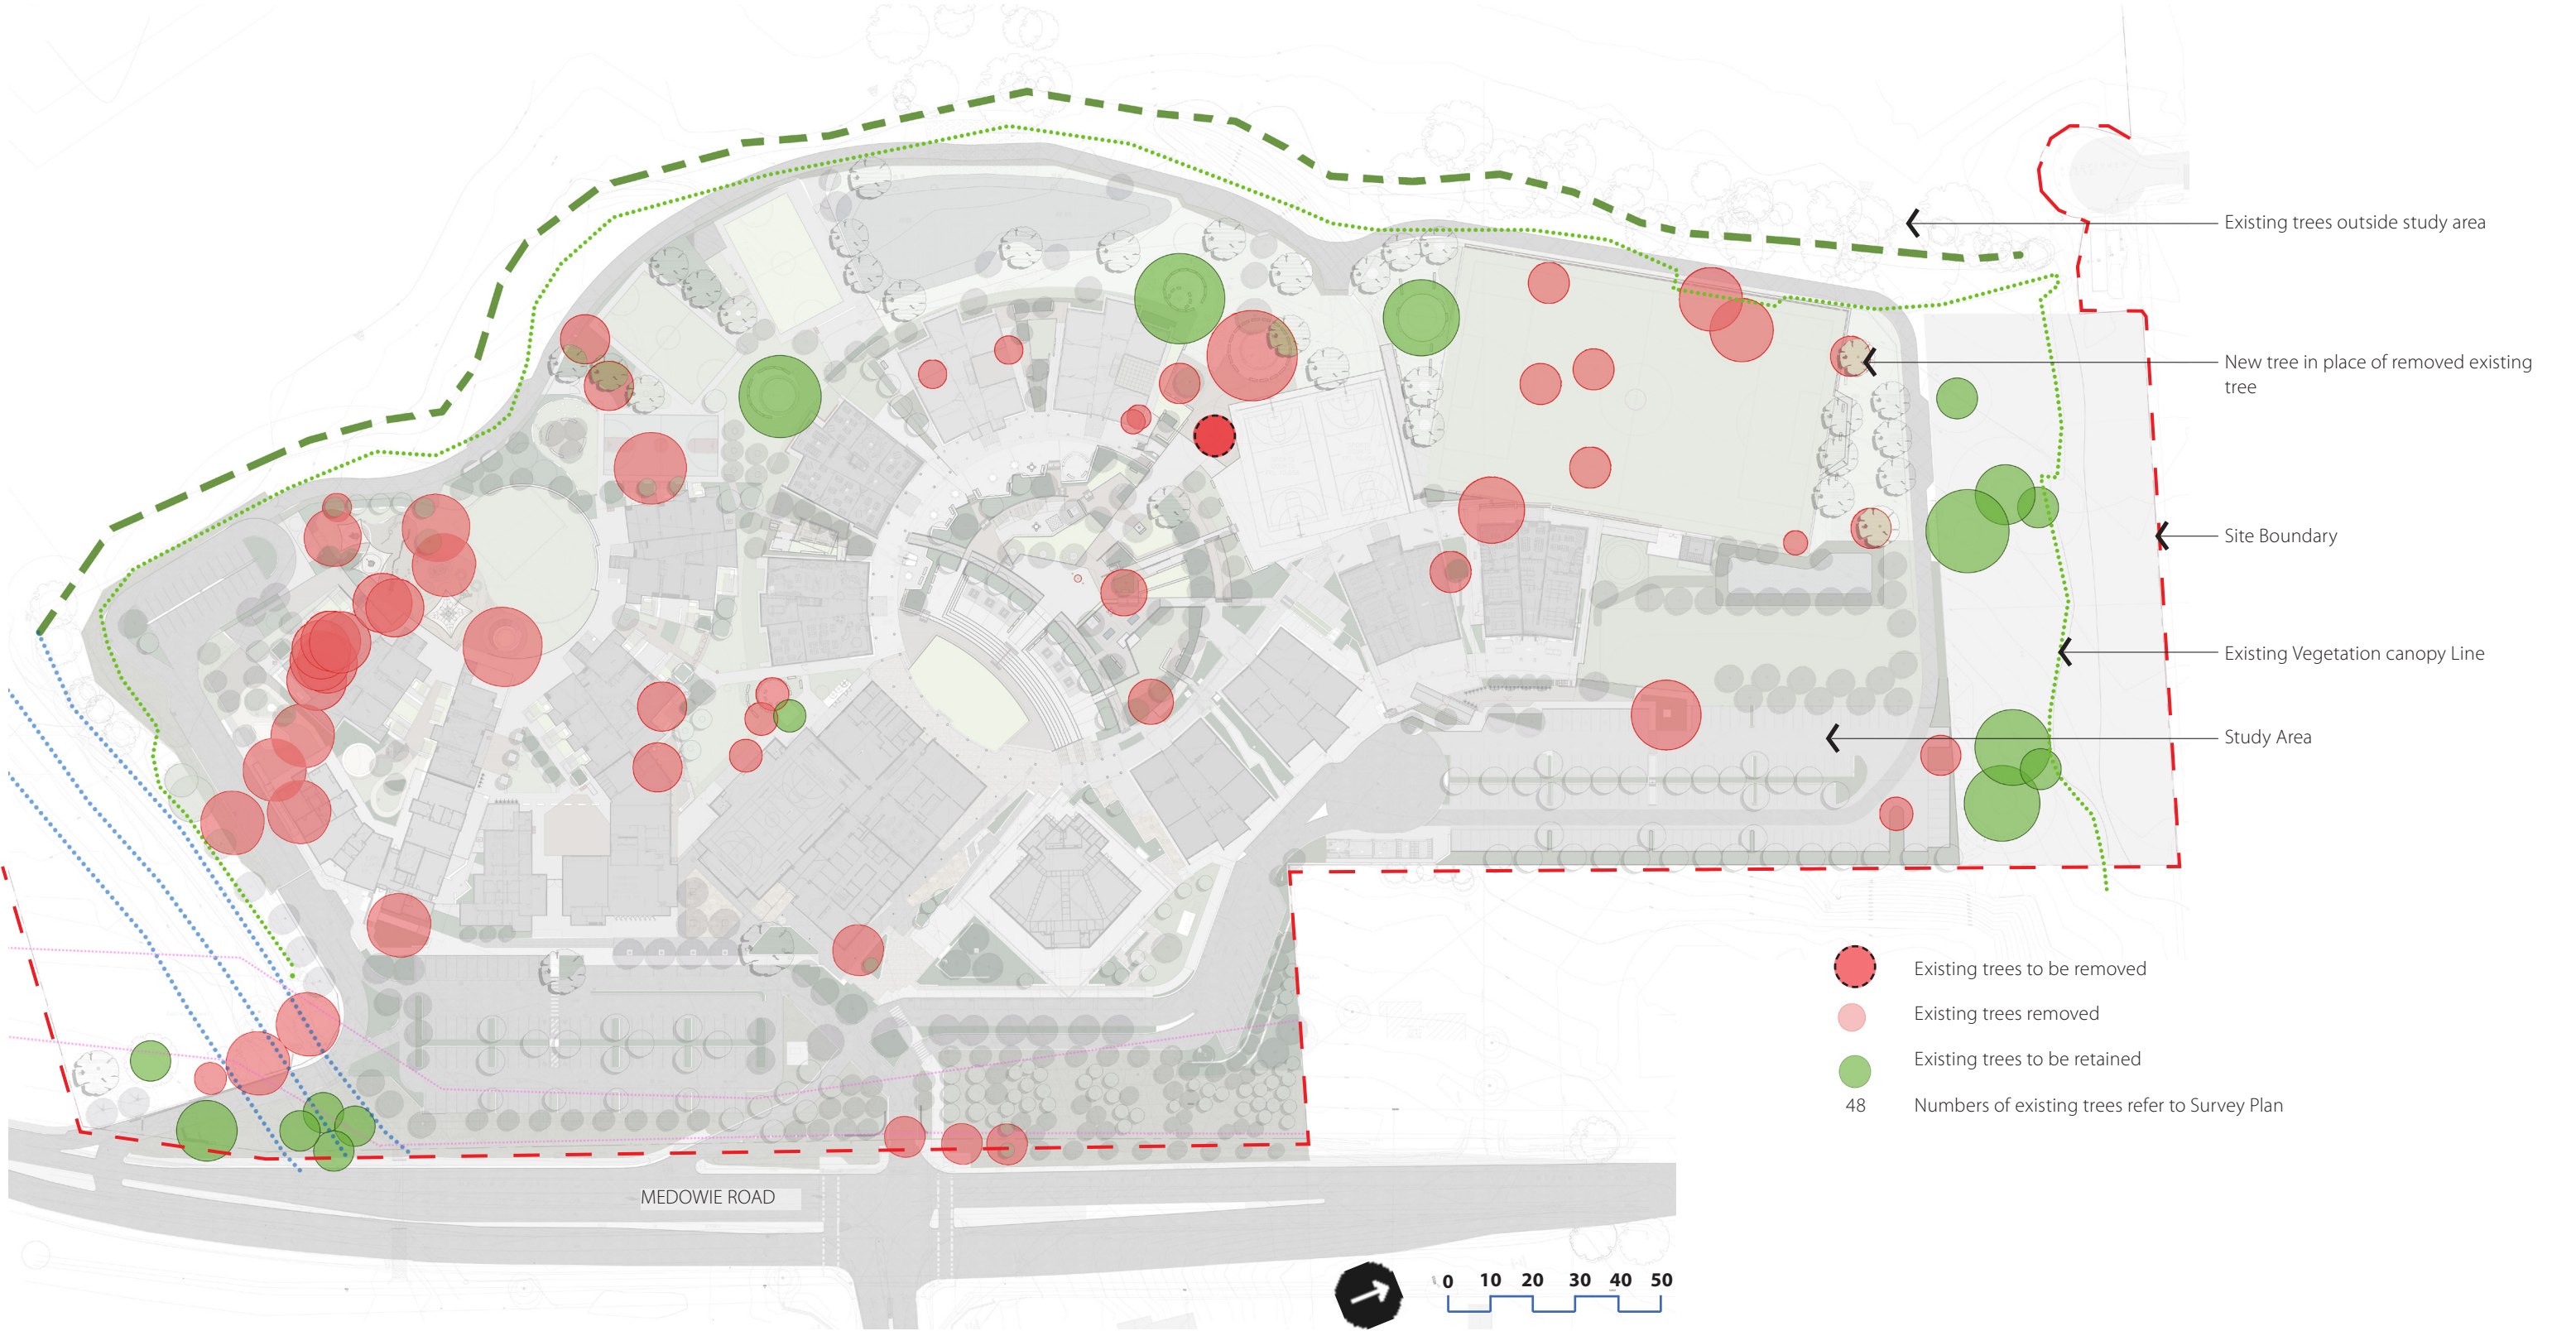 Existing trees outside study area
New tree in place of removed existing
tree
Site Boundary
Existing Vegetation canopy Line
Study Area
Existing trees to be removed
Existing trees removed
Existing trees to be retained
48 Numbers of existing trees refer to Survey Plan
MEDOWIE ROAD
0 10 20 30 40 50